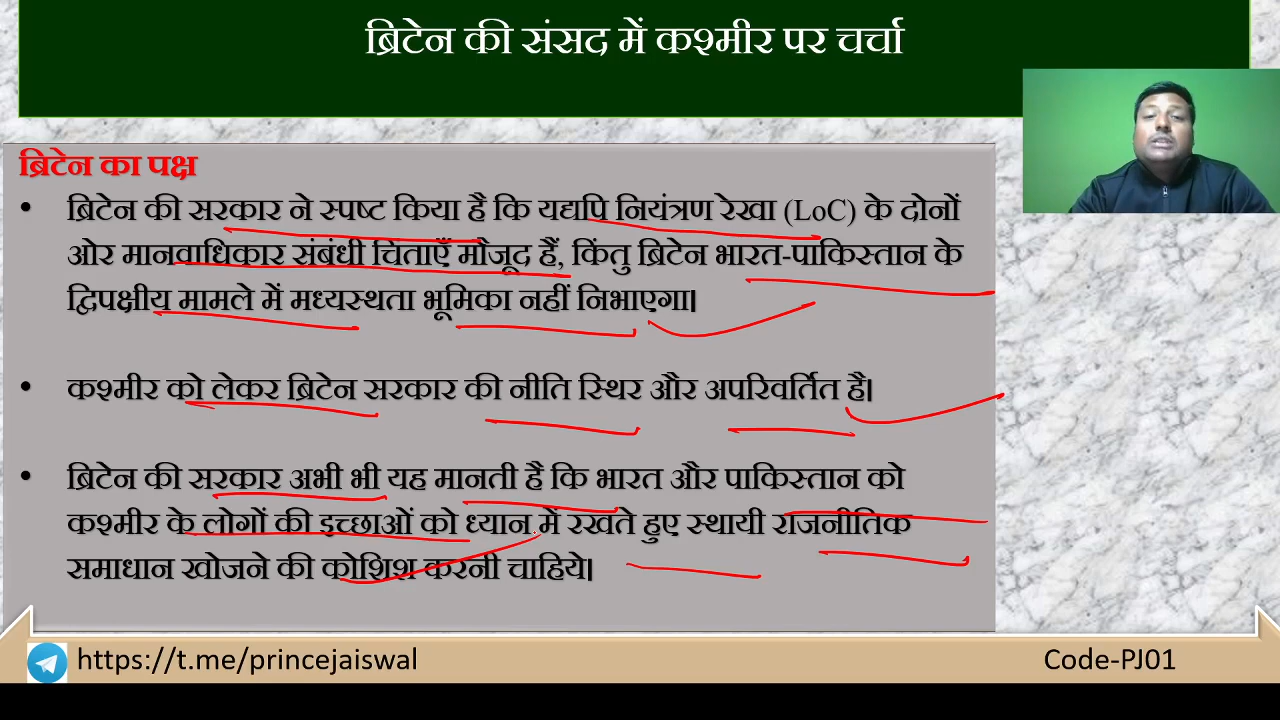 ब्रिटेन की संसद में कश्मीर पर चर्चा
ब्रिटेन का पक्ष
• ब्रिटेन की सरकार ने स्पष्ट किया है कि यद्यपि नियंत्रण रेखा (LoC) के दोनों
ओर मानवाधिकार संबंधी चिंताएँ मौजूद हैं, किंतु ब्रिटेन भारत-पाकिस्तान के
द्विपक्षीय मामले में मध्यस्थता भूमिका नहीं निभाएगा।
• कश्मीर को लेकर ब्रिटेन सरकार की नीति स्थिर और अपरिवर्तित है।
• ब्रिटेन की सरकार अभी भी यह मानती है कि भारत और पाकिस्तान को
कश्मीर के लोगों की इच्छाओं को ध्यान में रखते हुए स्थायी राजनीतिक
समाधान खोजने की कोशिश करनी चाहिये।
https://t.me/princejaiswal
Code-PJ01